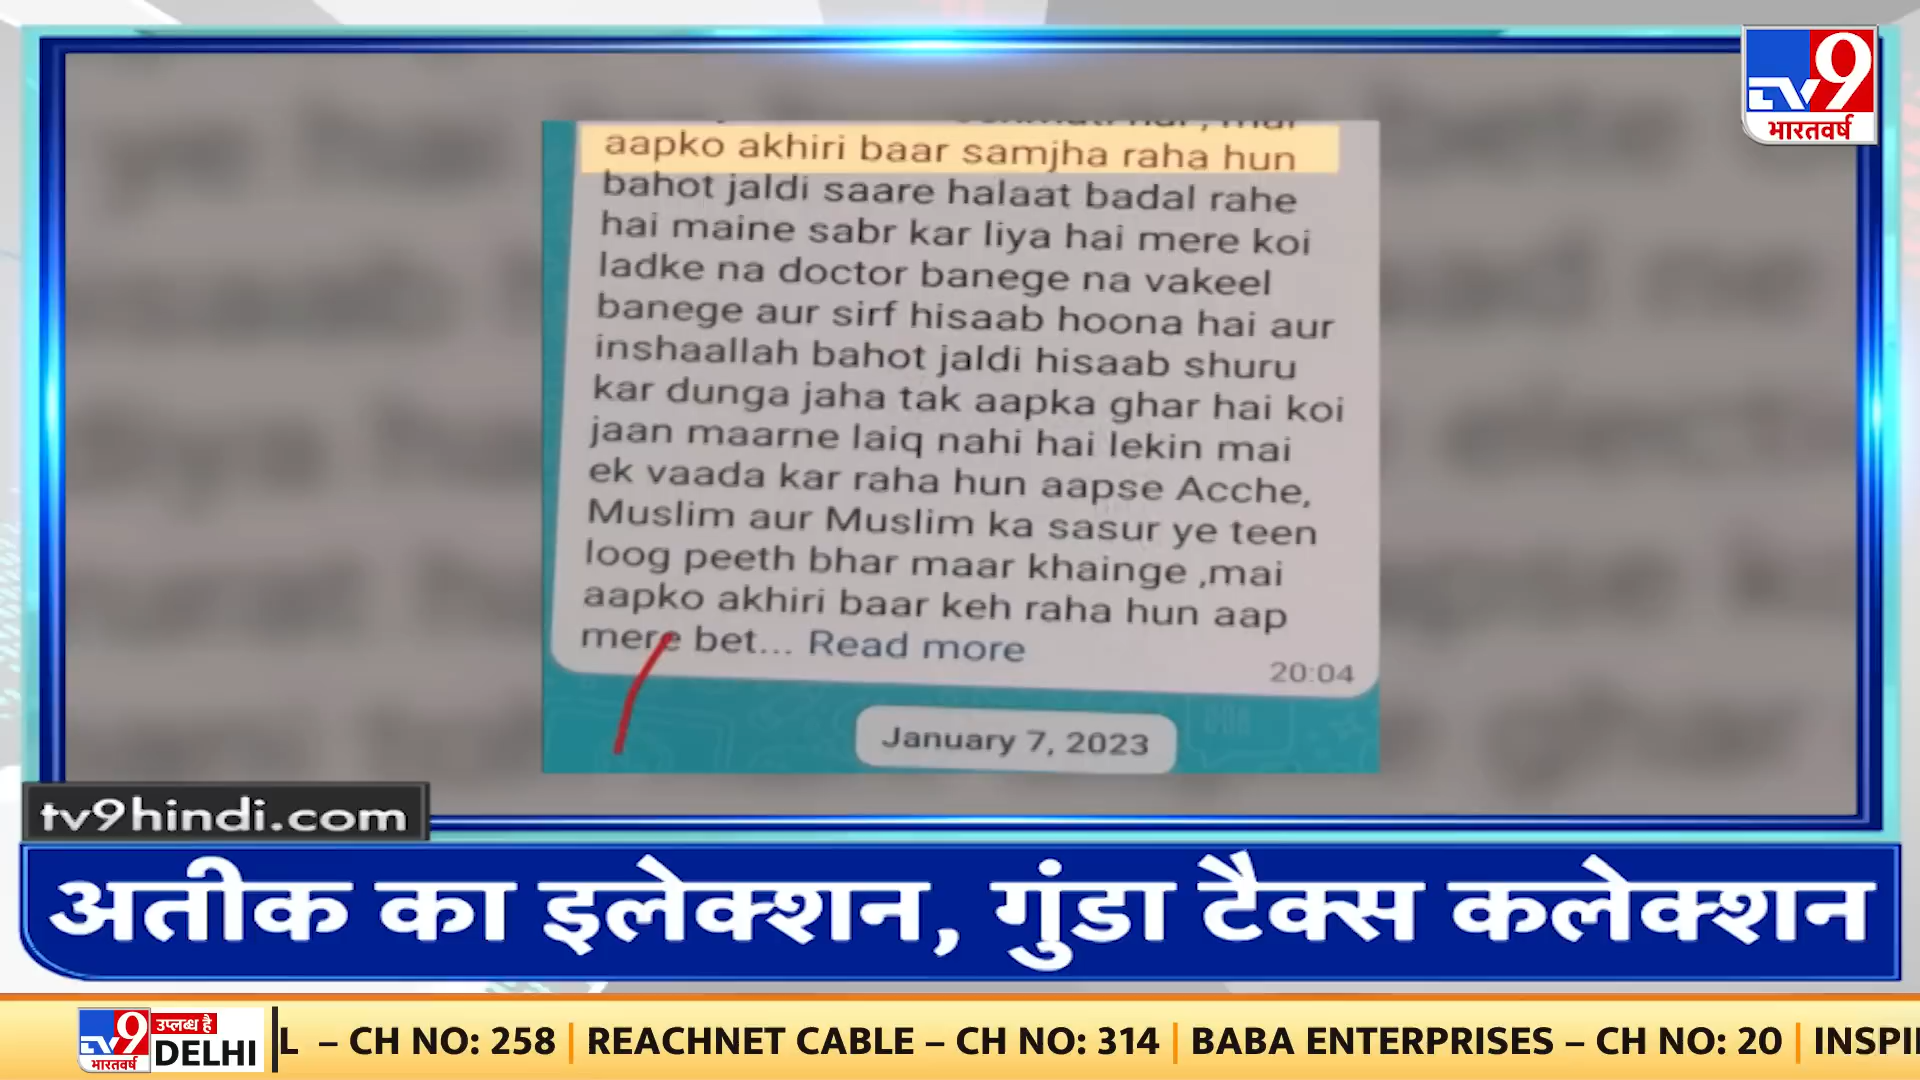 TV9
भारतवर्ष
aapko akhiri baar samjha raha hun
bahot jaldi saare halaat badal rahe
hai maine sabr kar liya hai mere koi
ladke na doctor banege na vakeel
banege aur sirf hisaab hoona hai aur
inshaallah bahot jaldi hisaab shuru
kar dunga jaha tak aapka ghar hai koi
jaan maarne laiq nahi hai lekin mai
ek vaada kar raha hun aapse Acche,
Muslim aur Muslim ka sasur ye teen
loog peeth bhar maar khainge ,mai
aapko akhiri baar keh raha hun aap
mere bet... Read more
20:04
January 7, 2023
tv9hindi.com
अतीक का इलेक्शन, गुंडा टैक्स कलेक्शन
TV9 भारतवर्ष उप्लब्ध है DELHI L – CH NO: 258 | REACHNET CABLE – CH NO: 314 | BABA ENTERPRISES – CH NO: 20 | INSPI